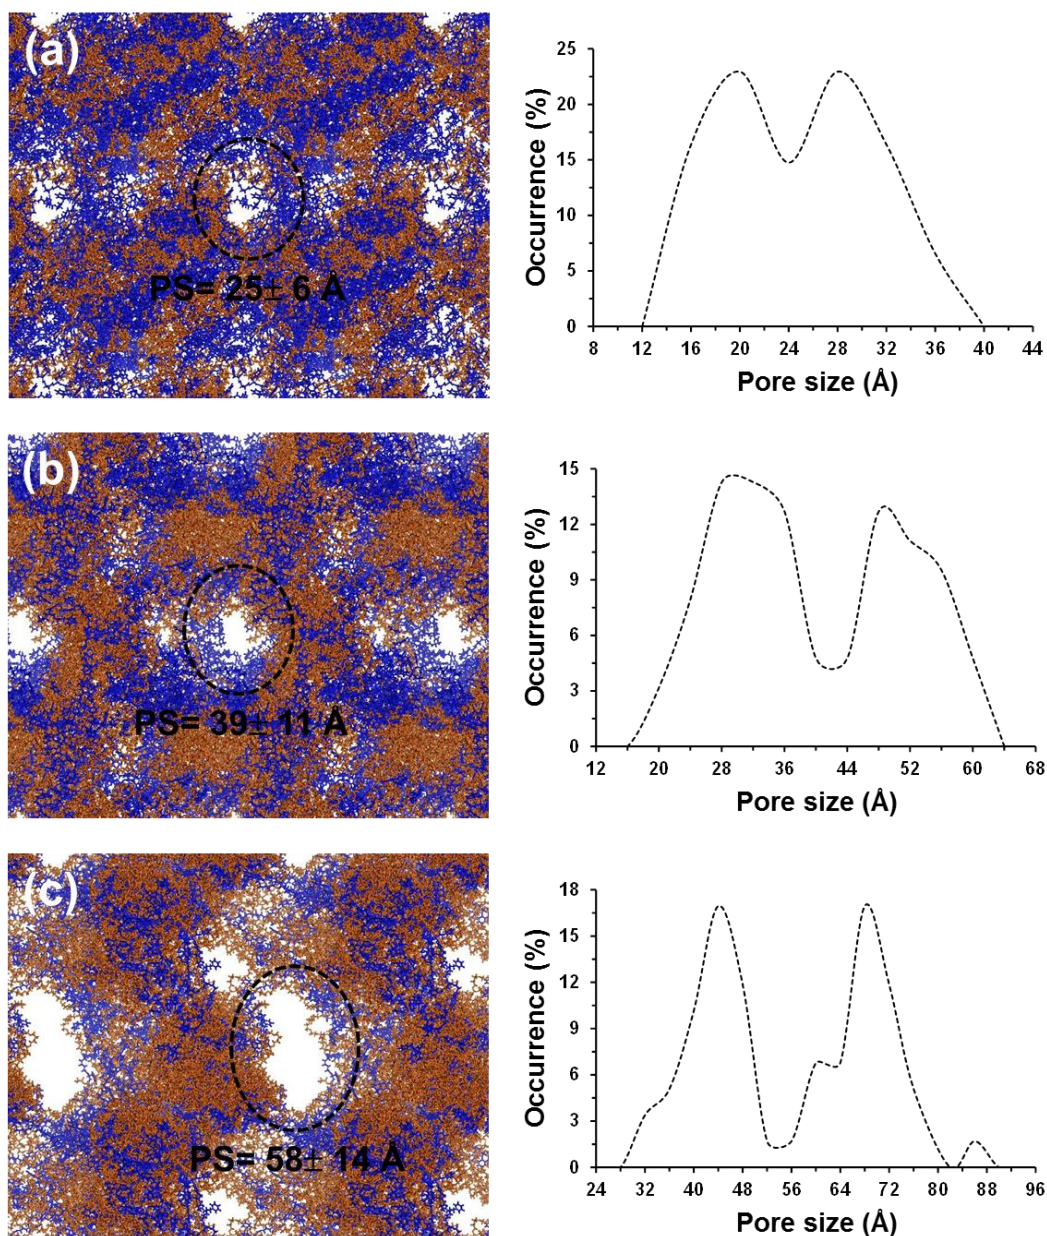 (a)
PS= 25± 6 Å
25
20
15
10
5
0
Occurrence (%)
8 12 16 20 24 28 32 36 40 44
Pore size (Å)
(b)
PS= 39± 11 Å
15
12
9
6
3
0
Occurrence (%)
12 20 28 36 44 52 60 68
Pore size (Å)
(c)
PS= 58± 14 Å
18
15
12
9
6
3
0
Occurrence (%)
24 32 40 48 56 64 72 80 88 96
Pore size (Å)